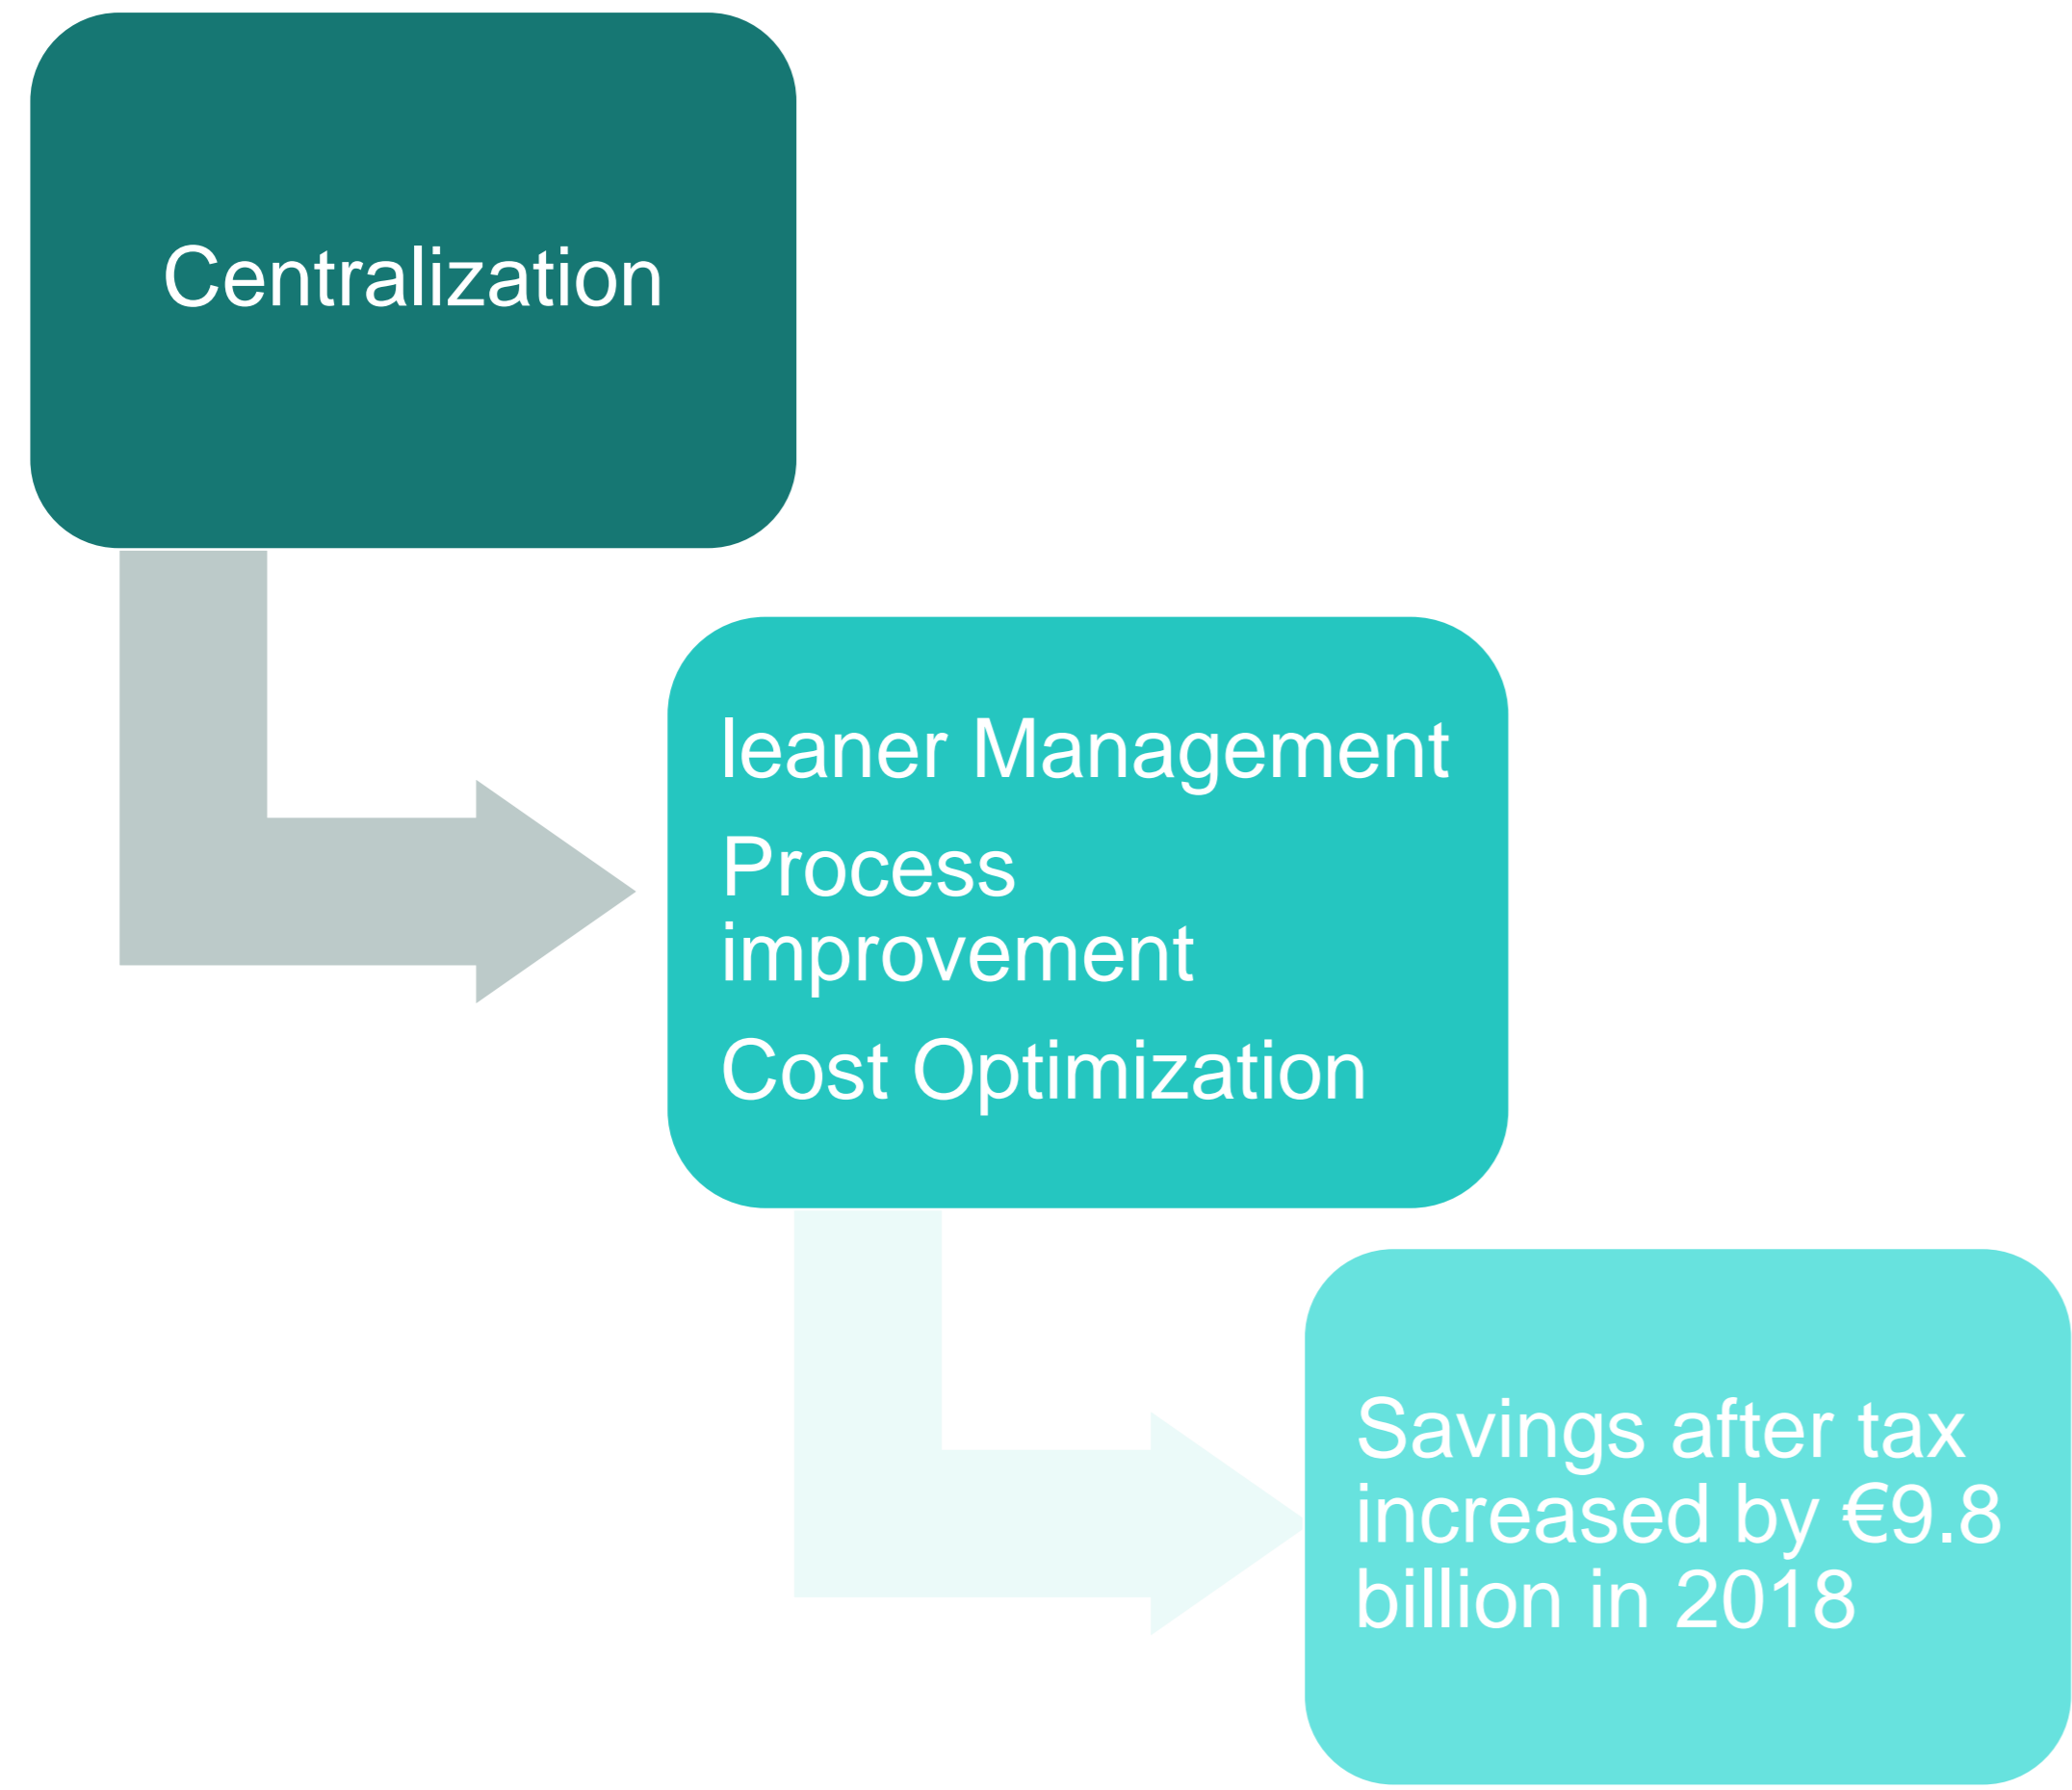 Centralization
leaner Management
Process
improvement
Cost Optimization
Savings after tax
increased by €9.8
billion in 2018